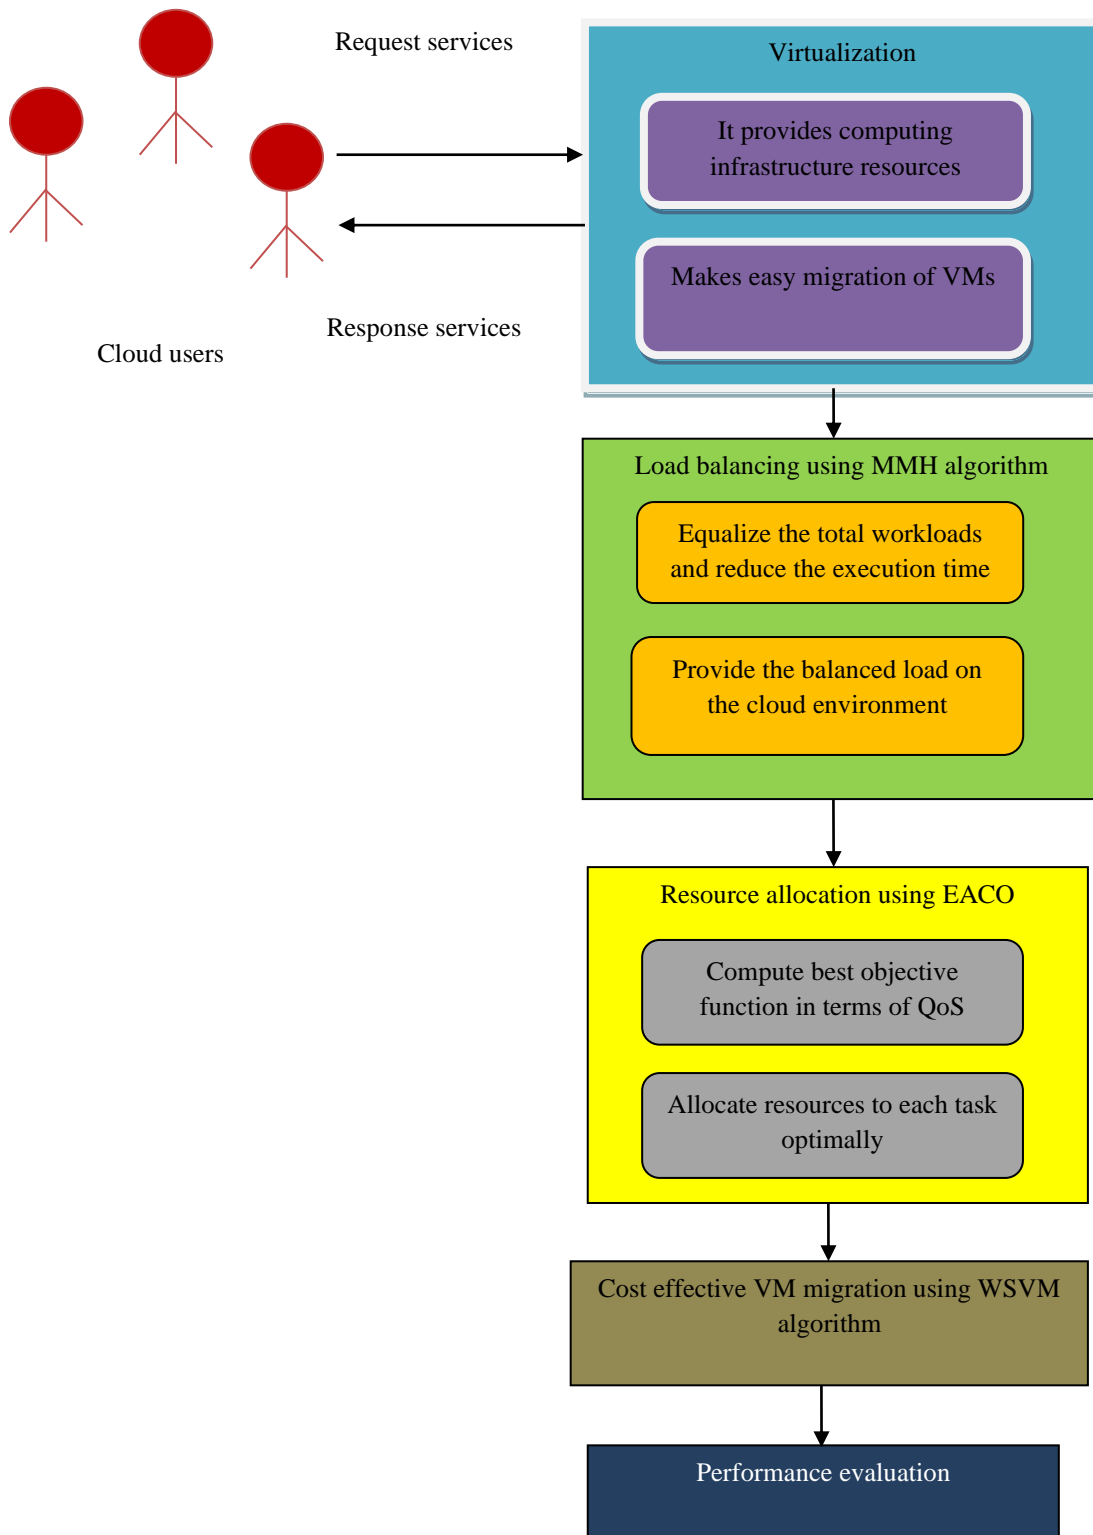 Request services
Virtualization
It provides computing
infrastructure resources
Makes easy migration of VMs
Response services
Cloud users
Load balancing using MMH algorithm
Equalize the total workloads
and reduce the execution time
Provide the balanced load on
the cloud environment
Resource allocation using EACO
Compute best objective
function in terms of QoS
Allocate resources to each task
optimally
Cost effective VM migration using WSVM
algorithm
Performance evaluation